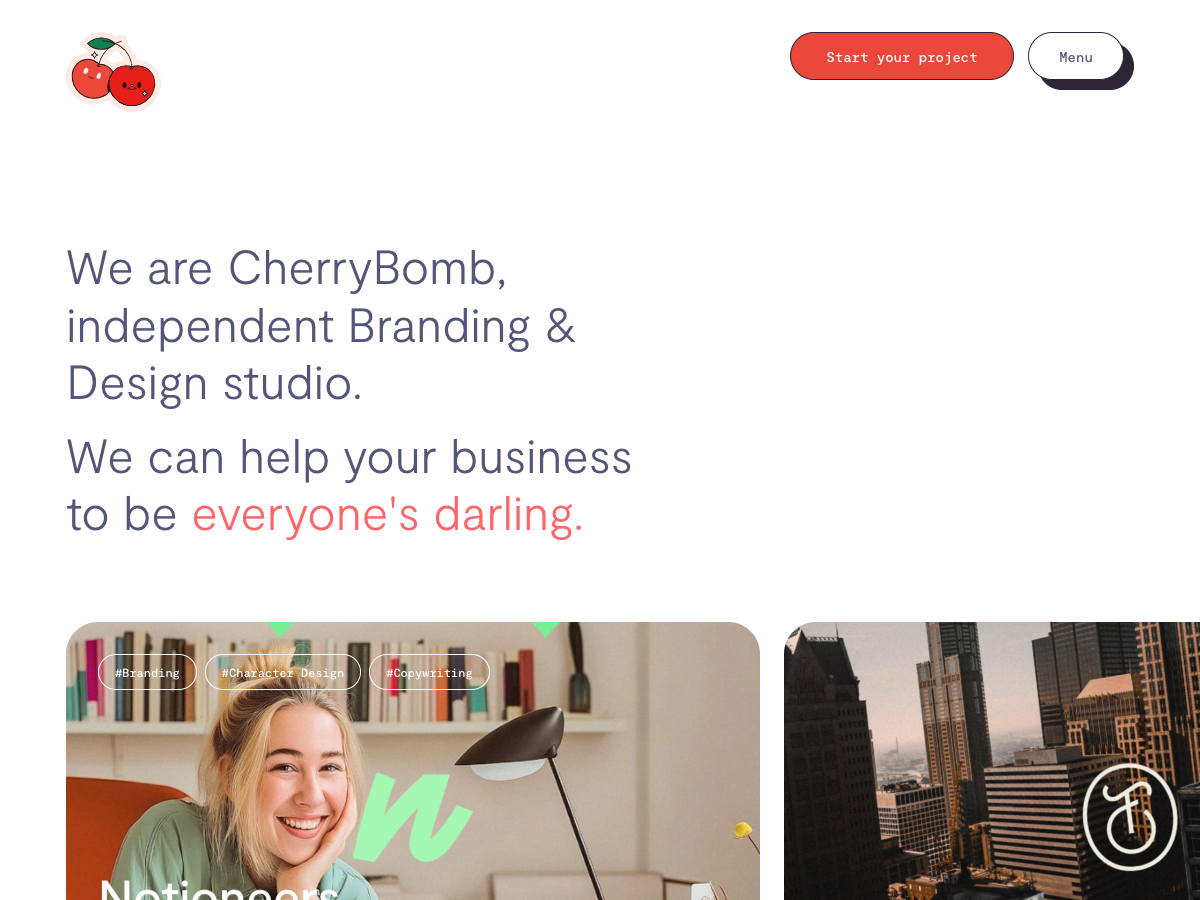 Start your project
Menu
We are CherryBomb,
independent Branding &
Design studio.
We can help your business
to be everyone's darling.
#Branding
#Character Design
#Copywriting
n
Notioneers